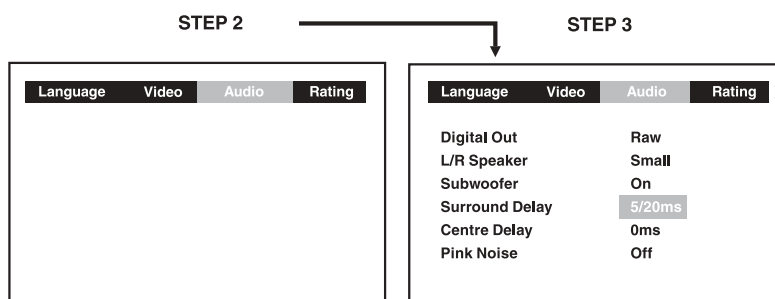 STEP 2
STEP 3
Language Video Audio Rating
Language Video Audio Rating
Digital Out Raw
L/R Speaker Small
Subwoofer On
Surround Delay 5/20ms
Centre Delay 0ms
Pink Noise Off